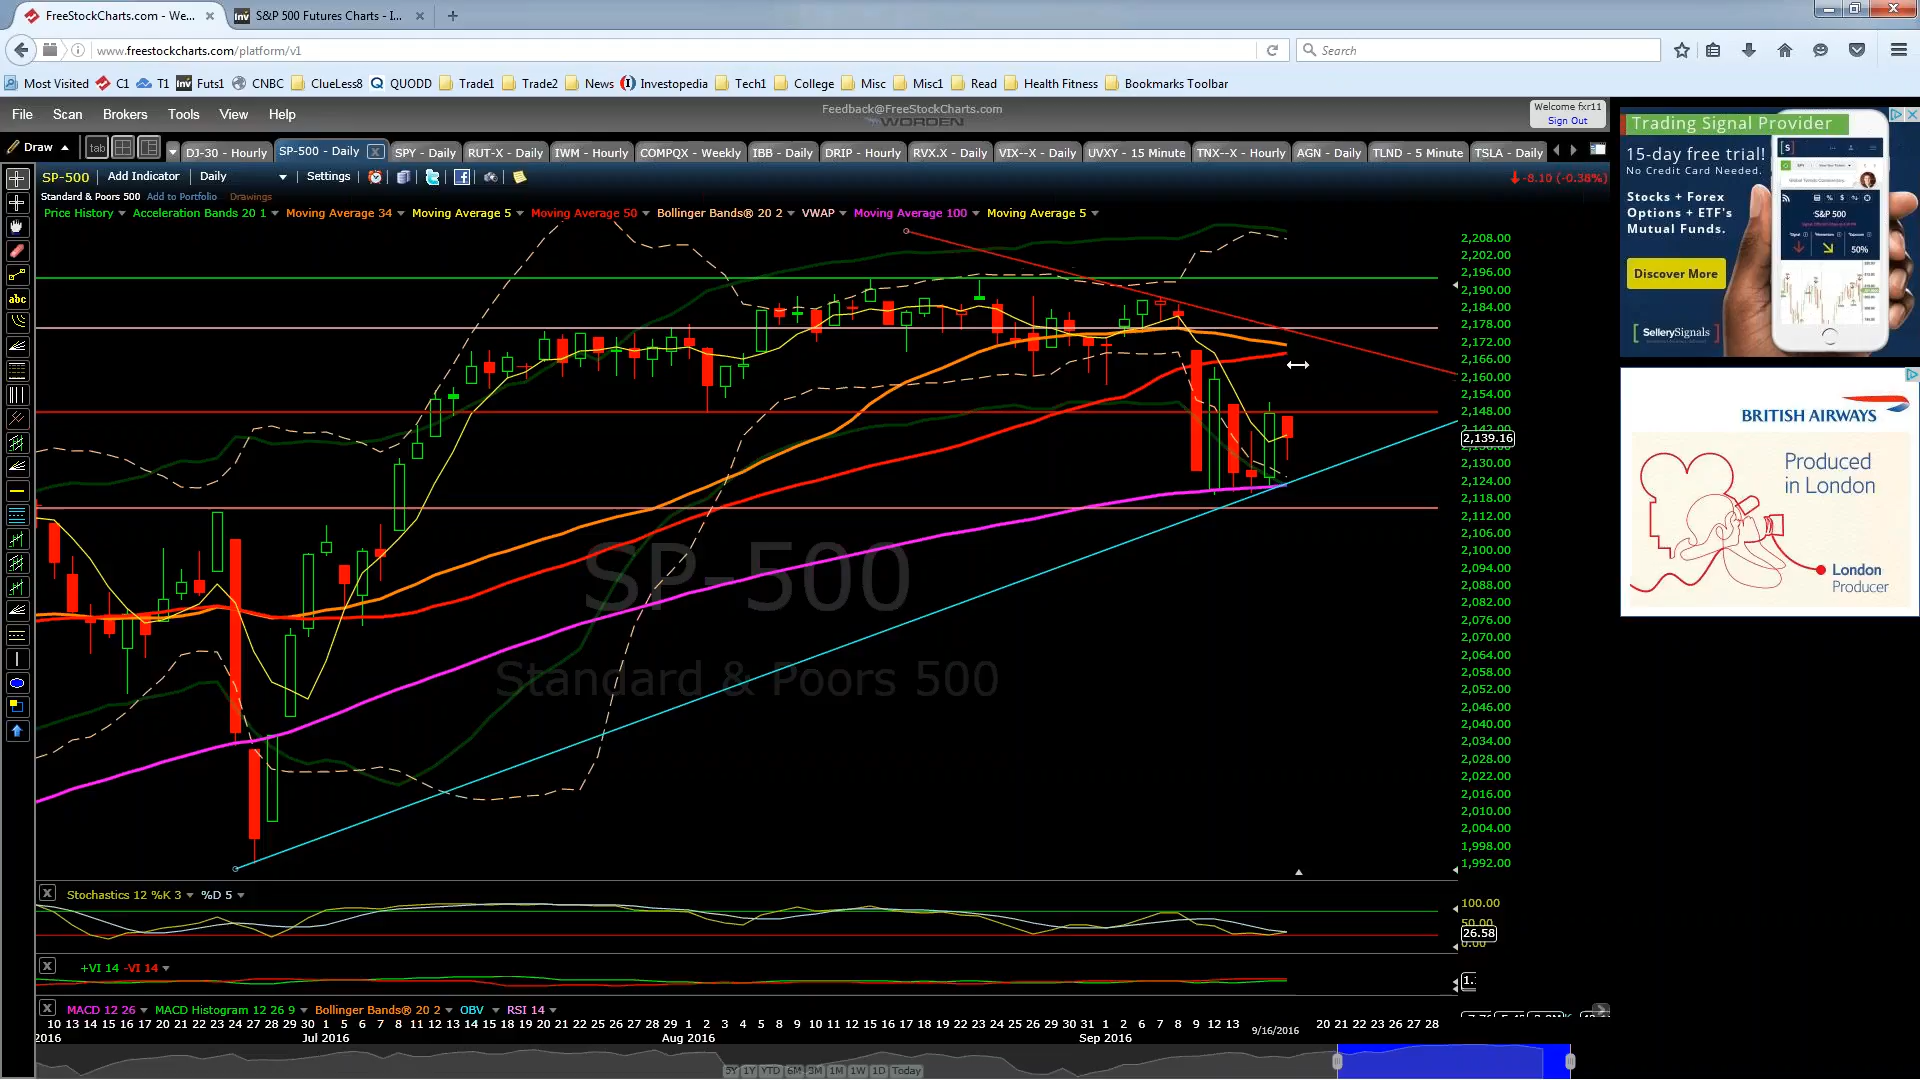 FreeStockCharts.com - We...
S&P 500 Futures Charts - I...
www.freestockcharts.com/platform/v1
Search
Most Visited C1 T1 Futs1 CNBC ClueLess8 QUODD Trade1 Trade2 News Investopedia Tech1 College Misc Misc1 Read Health Fitness Bookmarks Toolbar
File Scan Brokers Tools View Help
Feedback@FreeStockCharts.com
WORDEN
Welcome fxr11
Sign Out
Draw
tab
DJ-30 - Hourly SP-500 - Daily SPY - Daily RUT-X - Daily IWM - Hourly COMPQX - Weekly IBB - Daily DRIP - Hourly RVX.X - Daily VIX--X - Daily UVXY - 15 Minute TNX--X - Hourly AGN - Daily TLND - 5 Minute TSLA - Daily
SP-500 Add Indicator Daily Settings
-8.10 (-0.38%)
Standard & Poors 500 Add to Portfolio Drawings
Price History Acceleration Bands 20 1 Moving Average 34 Moving Average 5 Moving Average 50 Bollinger Bands® 20 2 VWAP Moving Average 100 Moving Average 5
abc
2,208.00
2,202.00
2,196.00
2,190.00
2,184.00
2,178.00
2,172.00
2,166.00
2,160.00
2,154.00
2,148.00
2,142.00
2,139.16
2,130.00
2,124.00
2,118.00
2,112.00
2,106.00
2,100.00
2,094.00
2,088.00
2,082.00
2,076.00
2,070.00
2,064.00
2,058.00
2,052.00
2,046.00
2,040.00
2,034.00
2,028.00
2,022.00
2,016.00
2,010.00
2,004.00
1,998.00
1,992.00
SP-500
Standard & Poors 500
Stochastics 12 %K 3 %D 5
100.00
50.00
26.58
0.00
+VI 14 -VI 14
MACD 12 26 MACD Histogram 12 26 9 Bollinger Bands® 20 2 OBV RSI 14
10 13 14 15 16 17 20 21 22 23 24 27 28 29 30 1 5 6 7 8 11 12 13 14 15 18 19 20 21 22 25 26 27 28 29 1 2 3 4 5 8 9 10 11 12 15 16 17 18 19 22 23 24 25 26 29 30 31 1 2 6 7 8 9 12 13 9/16/2016 20 21 22 23 26 27 28
2016 Jul 2016 Aug 2016 Sep 2016
5Y 1Y YTD 6M 3M 1M 1W 1D Today
Trading Signal Provider
15-day free trial!
No Credit Card Needed.
Stocks + Forex
Options + ETF's
Mutual Funds.
Discover More
[ SellerySignals ]
SPY
S&P 500
50%
BRITISH AIRWAYS
Produced
in London
London
Producer